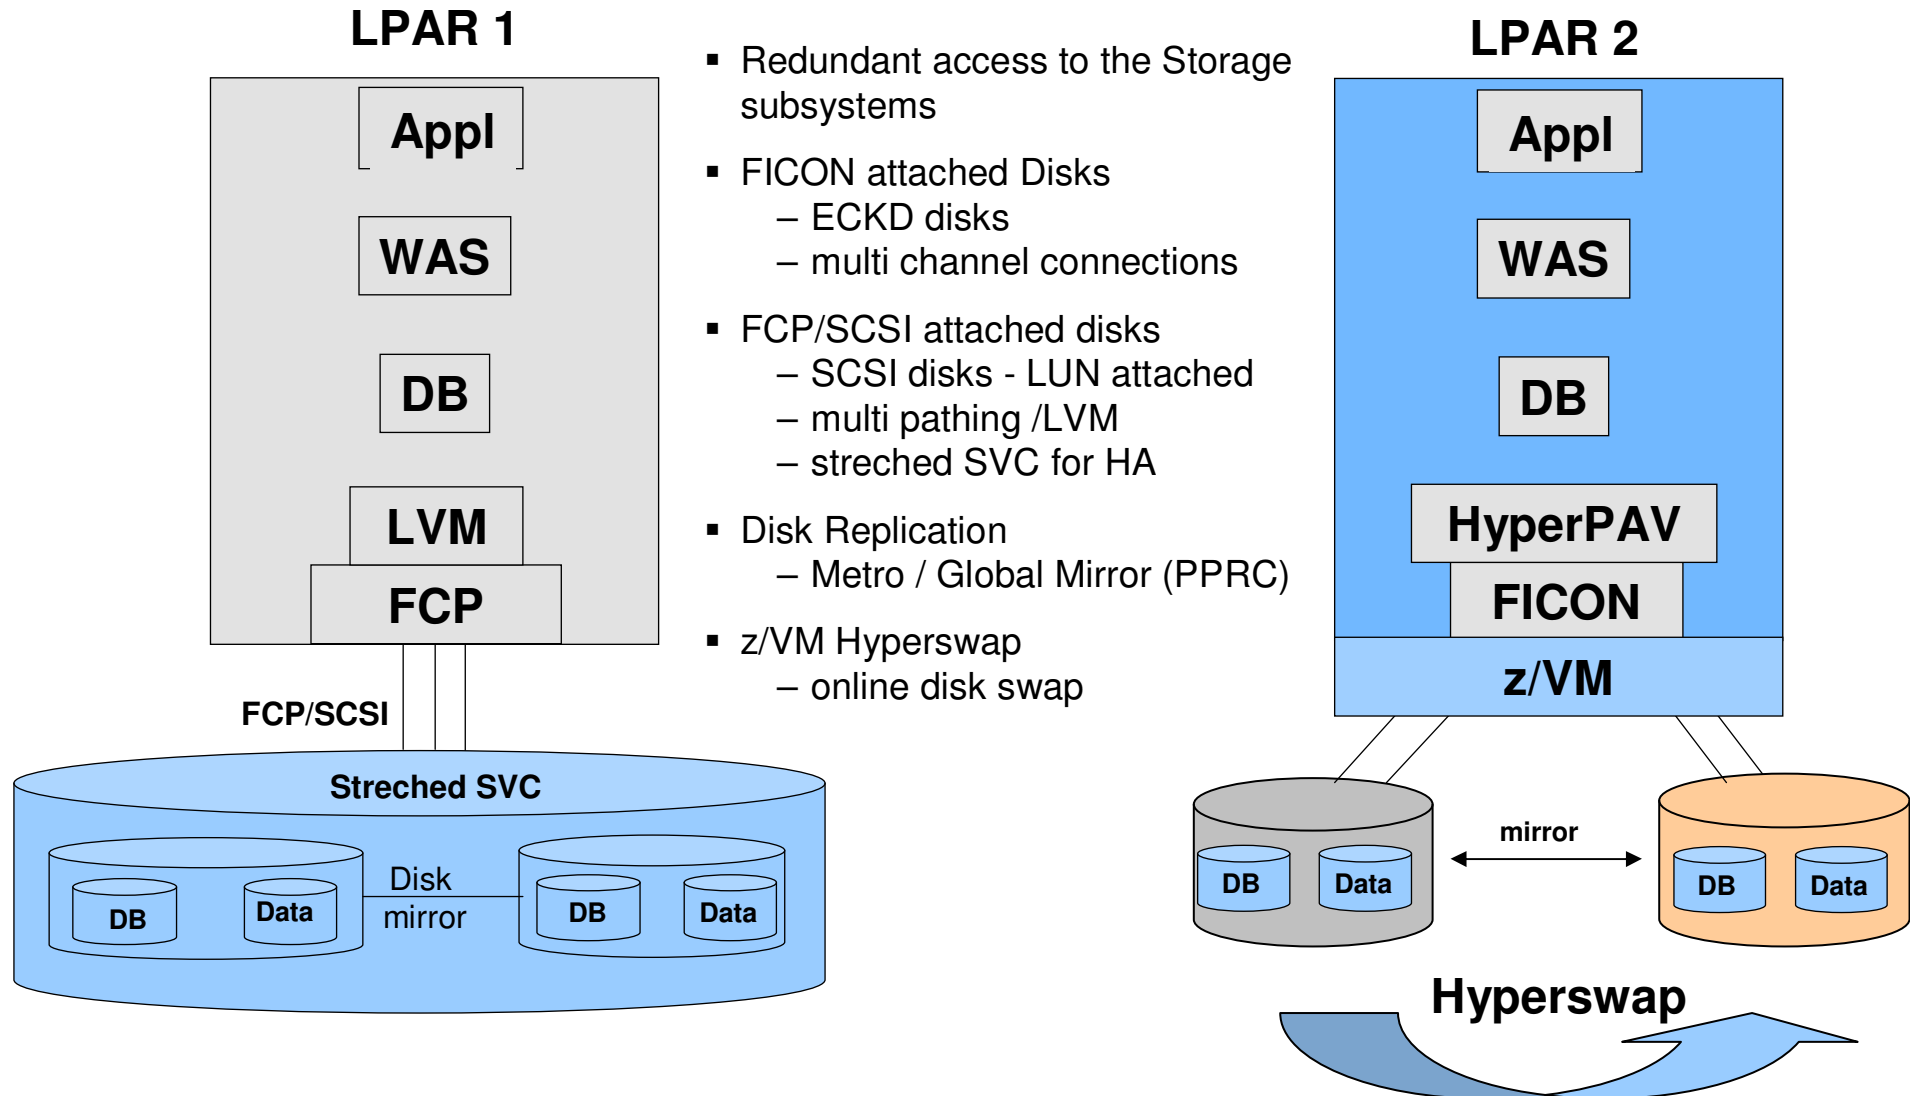 LPAR 1
Appl
WAS
DB
LVM
FCP
FCP/SCSI
Streched SVC
DB
Data
Disk
mirror
DB
Data
▪ Redundant access to the Storage
subsystems
▪ FICON attached Disks
– ECKD disks
– multi channel connections
▪ FCP/SCSI attached disks
– SCSI disks - LUN attached
– multi pathing /LVM
– streched SVC for HA
▪ Disk Replication
– Metro / Global Mirror (PPRC)
▪ z/VM Hyperswap
– online disk swap
LPAR 2
Appl
WAS
DB
HyperPAV
FICON
z/VM
DB
Data
mirror
DB
Data
Hyperswap